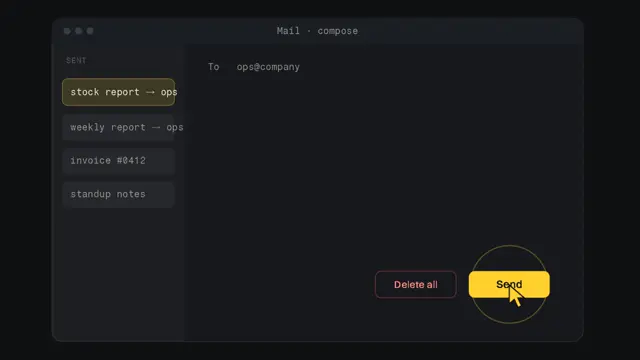 Mail · compose
SENT
stock report → ops
weekly report → ops
invoice #0412
standup notes
To ops@company
Delete all
Send